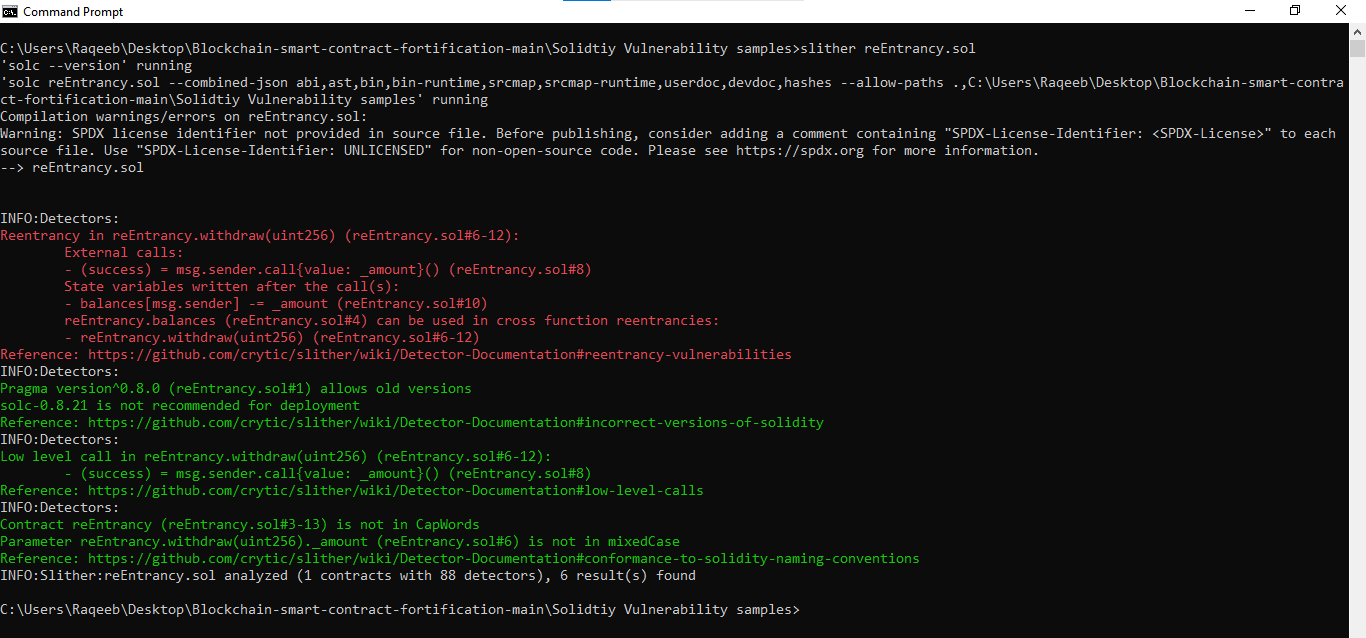 Command Prompt
C:\Users\Raqeeb\Desktop\Blockchain-smart-contract-fortification-main\Solidtiy Vulnerability samples>slither reEntrancy.sol
'solc --version' running
'solc reEntrancy.sol --combined-json abi,ast,bin,bin-runtime,srcmap,srcmap-runtime,userdoc,devdoc,hashes --allow-paths .,C:\Users\Raqeeb\Desktop\Blockchain-smart-contra
ct-fortification-main\Solidtiy Vulnerability samples' running
Compilation warnings/errors on reEntrancy.sol:
Warning: SPDX license identifier not provided in source file. Before publishing, consider adding a comment containing "SPDX-License-Identifier: <SPDX-License>" to each
source file. Use "SPDX-License-Identifier: UNLICENSED" for non-open-source code. Please see https://spdx.org for more information.
--> reEntrancy.sol
INFO:Detectors:
Reentrancy in reEntrancy.withdraw(uint256) (reEntrancy.sol#6-12):
External calls:
- (success) = msg.sender.call{value: _amount}() (reEntrancy.sol#8)
State variables written after the call(s):
- balances[msg.sender] -= _amount (reEntrancy.sol#10)
reEntrancy.balances (reEntrancy.sol#4) can be used in cross function reentrancies:
- reEntrancy.withdraw(uint256) (reEntrancy.sol#6-12)
Reference: https://github.com/crytic/slither/wiki/Detector-Documentation#reentrancy-vulnerabilities
INFO:Detectors:
Pragma version^0.8.0 (reEntrancy.sol#1) allows old versions
solc-0.8.21 is not recommended for deployment
Reference: https://github.com/crytic/slither/wiki/Detector-Documentation#incorrect-versions-of-solidity
INFO:Detectors:
Low level call in reEntrancy.withdraw(uint256) (reEntrancy.sol#6-12):
- (success) = msg.sender.call{value: _amount}() (reEntrancy.sol#8)
Reference: https://github.com/crytic/slither/wiki/Detector-Documentation#low-level-calls
INFO:Detectors:
Contract reEntrancy (reEntrancy.sol#3-13) is not in CapWords
Parameter reEntrancy.withdraw(uint256)._amount (reEntrancy.sol#6) is not in mixedCase
Reference: https://github.com/crytic/slither/wiki/Detector-Documentation#conformance-to-solidity-naming-conventions
INFO:Slither:reEntrancy.sol analyzed (1 contracts with 88 detectors), 6 result(s) found
C:\Users\Raqeeb\Desktop\Blockchain-smart-contract-fortification-main\Solidtiy Vulnerability samples>